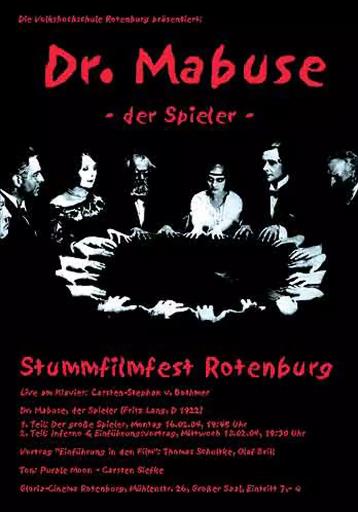 Die Volkshochschule Rotenburg präsentiert:
Dr. Mabuse
- der Spieler -
Stummfilmfest Rotenburg
Live am Klavier: Carsten-Stephan v. Bothmer
Dr. Mabuse, der Spieler (Fritz Lang, D 1922)
1. Teil: Der große Spieler, Montag 16.02.04, 19:45 Uhr
2. Teil: Inferno & Einführungsvortrag, Mittwoch 18.02.04, 19:30 Uhr
Vortrag "Einführung in den Film": Thomas Schultke, Olaf Brill
Ton: Purple Moon - Carsten Siefke
Gloria-Cinema Rotenburg, Mühlenstr. 26, Großer Saal, Eintritt 7,- €